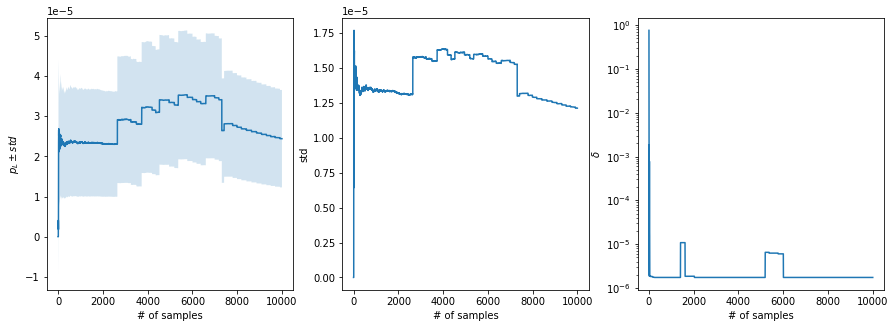 1e−5
5
4
3
2
1
0
−1
p_L ± std
0 2000 4000 6000 8000 10000
# of samples
1e−5
1.75
1.50
1.25
1.00
0.75
0.50
0.25
0.00
std
0 2000 4000 6000 8000 10000
# of samples
10⁰
10⁻¹
10⁻²
10⁻³
10⁻⁴
10⁻⁵
10⁻⁶
δ
0 2000 4000 6000 8000 10000
# of samples